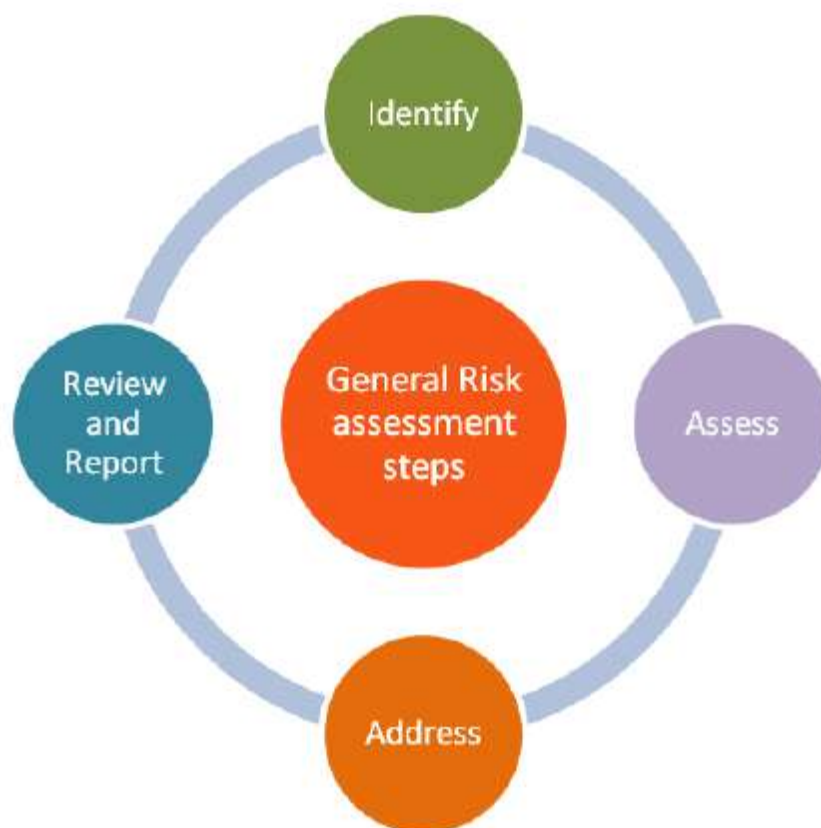 Identify
Review
and
Report
General Risk
assessment
steps
Assess
Address